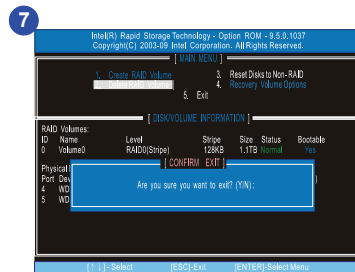 7
Intel(R) Rapid Storage Technology - Option ROM - 9.5.0.1037
Copyright(C) 2003-09 Intel Corporation. All Rights Reserved.
[ MAIN MENU ]
1. Create RAID Volume 3. Reset Disks to Non-RAID
2. Delete RAID Volume 4. Recovery Volume Options
5. Exit
[ DISK/VOLUME INFORMATION ]
RAID Volumes:
ID Name Level Stripe Size Status Bootable
0 Volume0 RAID0(Stripe) 128KB 1.1TB Normal Yes
[ CONFIRM EXIT ]
Physical
Port Dev )
4 WD
5 WD
Are you sure you want to exit? (Y/N):
[↑↓]- Select [ESC]-Exit [ENTER]-Select Menu